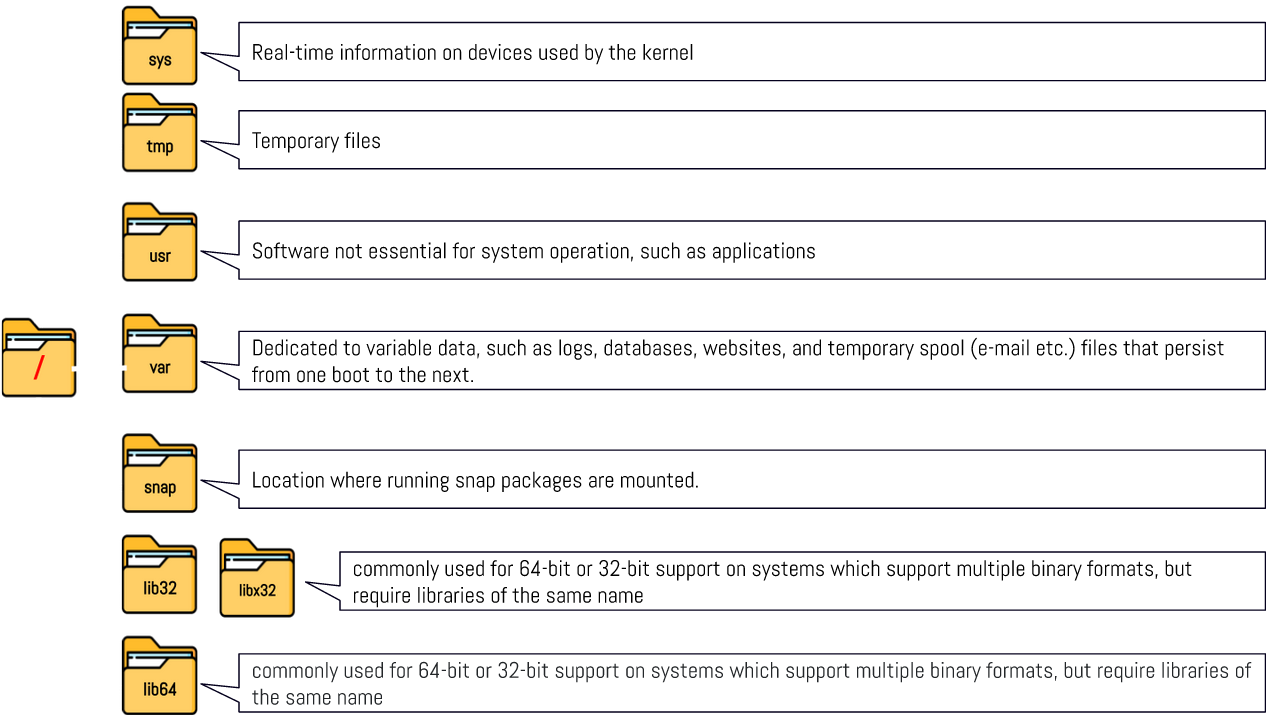 sys
Real-time information on devices used by the kernel
tmp
Temporary files
usr
Software not essential for system operation, such as applications
/
var
Dedicated to variable data, such as logs, databases, websites, and temporary spool (e-mail etc.) files that persist
from one boot to the next.
snap
Location where running snap packages are mounted.
lib32
libx32
commonly used for 64-bit or 32-bit support on systems which support multiple binary formats, but
require libraries of the same name
lib64
commonly used for 64-bit or 32-bit support on systems which support multiple binary formats, but require libraries of
the same name